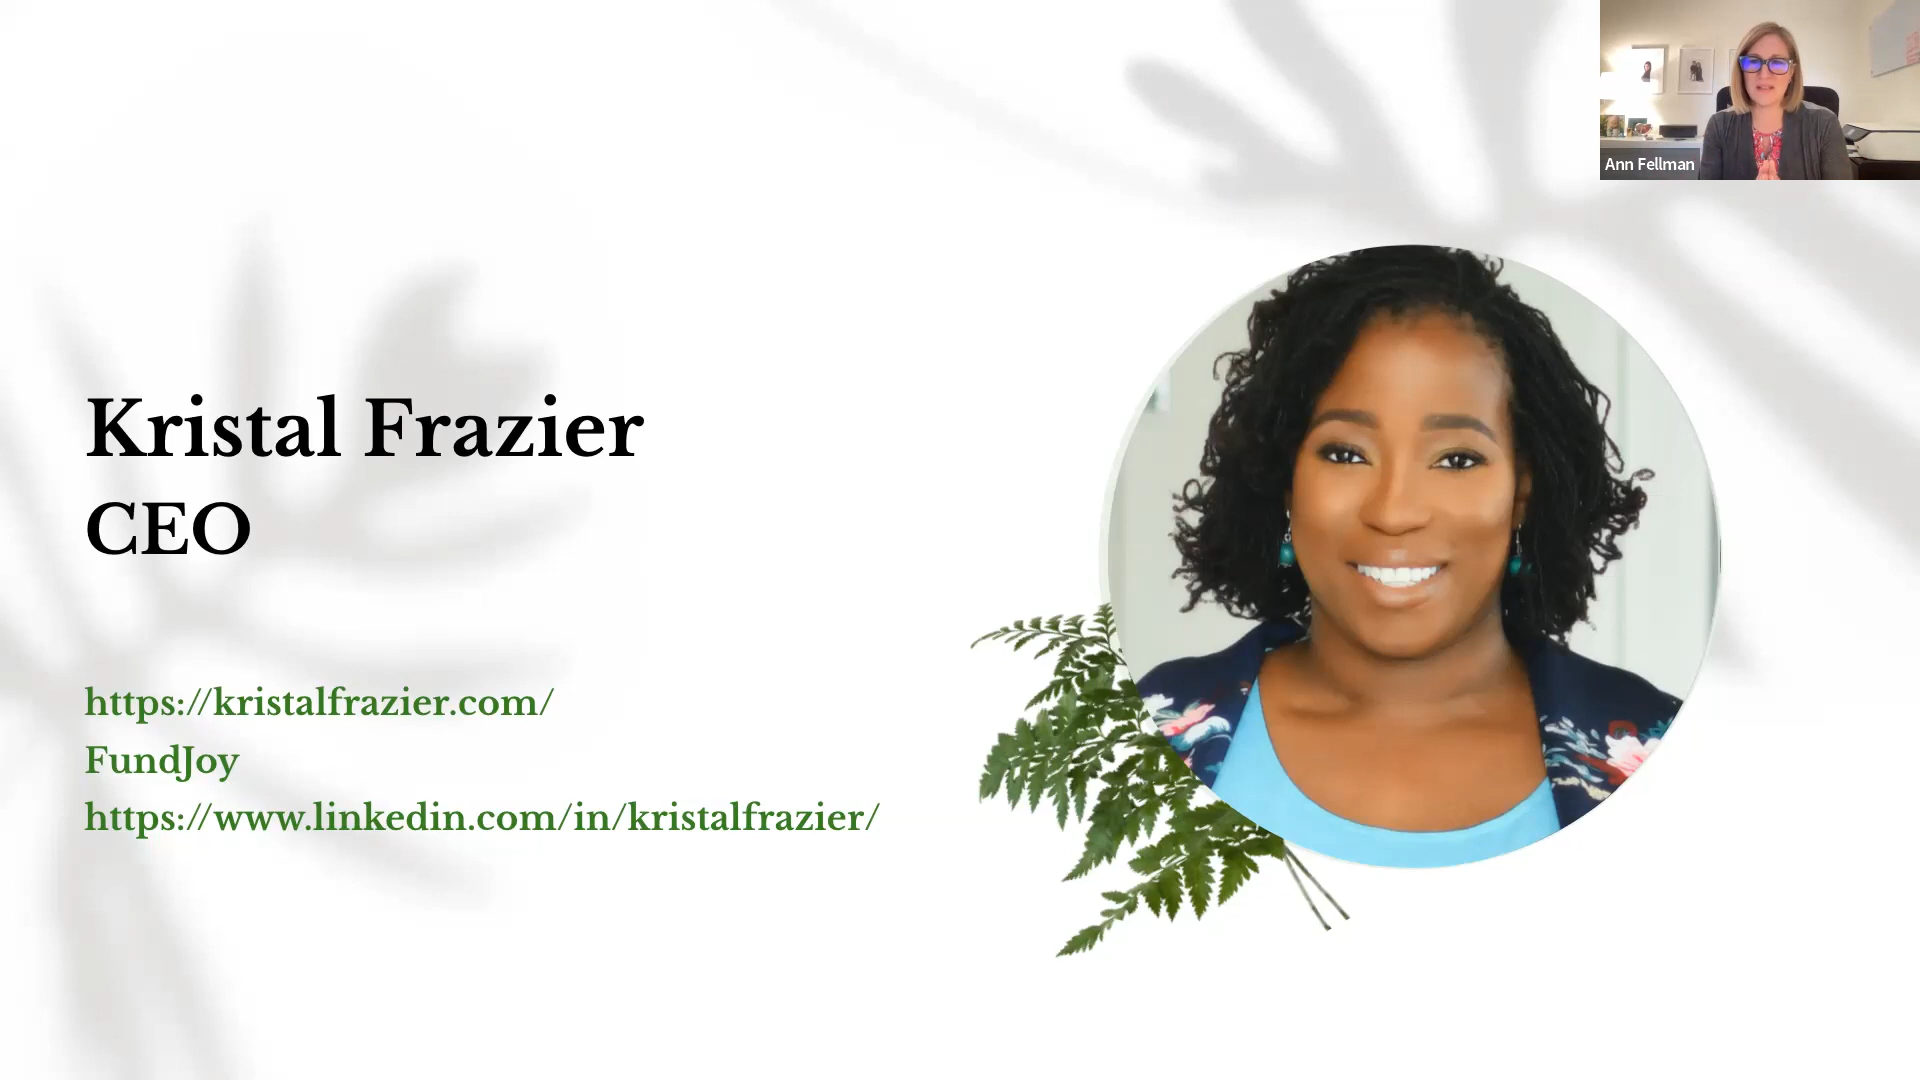 Ann Fellman
Kristal Frazier
CEO
https://kristalfrazier.com/
FundJoy
https://www.linkedin.com/in/kristalfrazier/